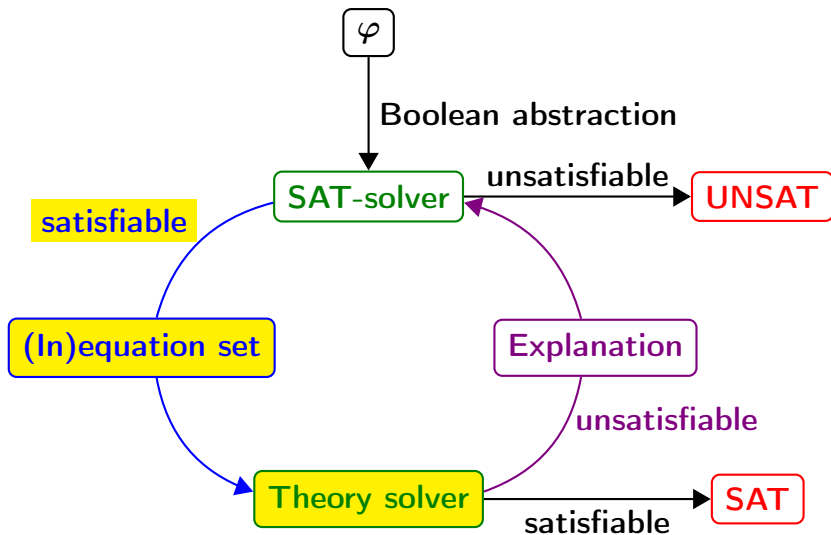 φ
Boolean abstraction
SAT-solver
unsatisfiable
UNSAT
satisfiable
(In)equation set
Explanation
unsatisfiable
Theory solver
satisfiable
SAT